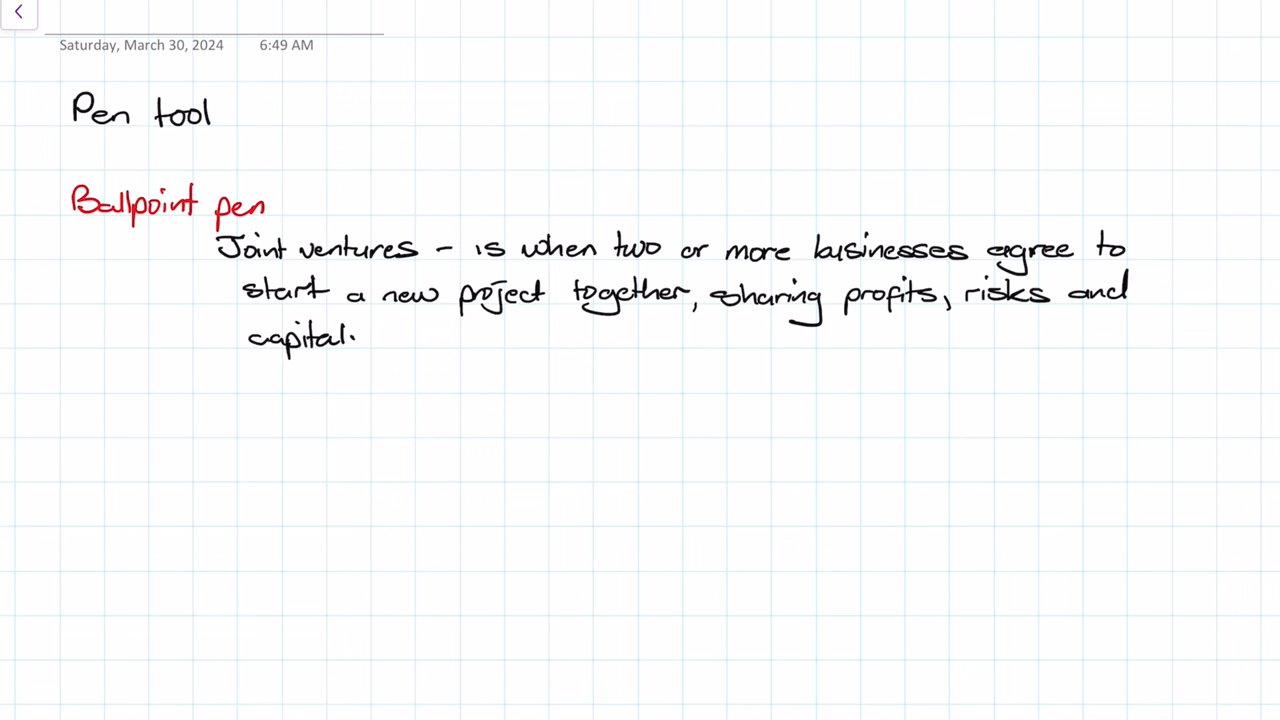 Saturday, March 30, 2024 6:49 AM
Pen tool
Ballpoint pen
Joint ventures - is when two or more businesses agree to
start a new project together, sharing profits, risks and
capital.